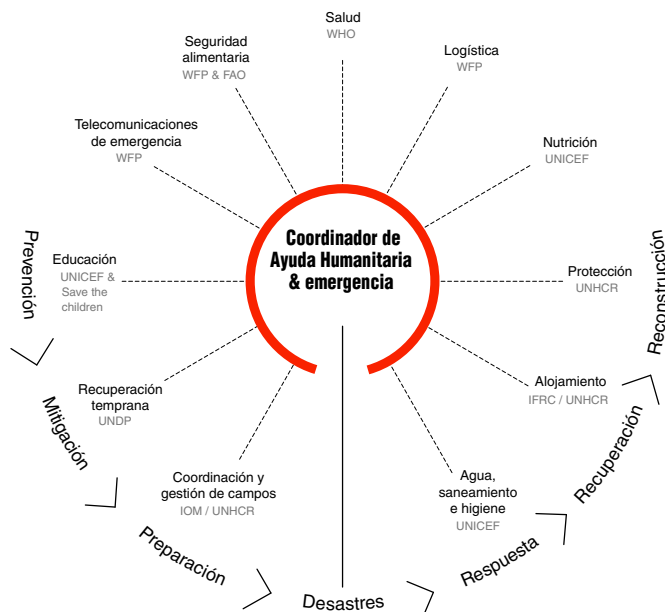 Salud
WHO
Seguridad
alimentaria
WFP & FAO
Logística
WFP
Telecomunicaciones
de emergencia
WFP
Nutrición
UNICEF
Coordinador de
Ayuda Humanitaria
& emergencia
Educación
UNICEF &
Save the
children
Protección
UNHCR
Recuperación
temprana
UNDP
Alojamiento
IFRC / UNHCR
Coordinación y
gestión de campos
IOM / UNHCR
Agua,
saneamiento
e higiene
UNICEF
Prevención
Mitigación
Preparación
Desastres
Respuesta
Recuperación
Reconstrucción